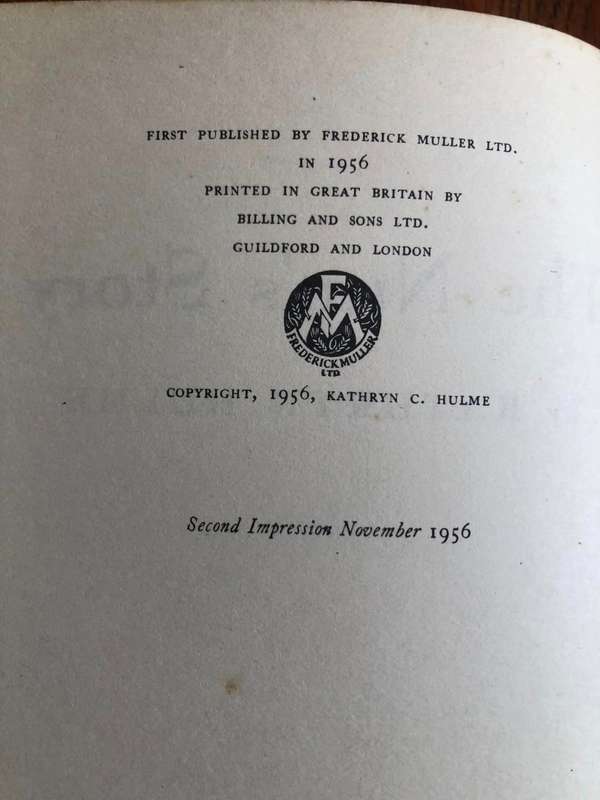 FIRST PUBLISHED BY FREDERICK MULLER LTD.
IN 1956
PRINTED IN GREAT BRITAIN BY
BILLING AND SONS LTD.
GUILDFORD AND LONDON
FM
FREDERICK MULLER
LTD
COPYRIGHT, 1956, KATHRYN C. HULME
Second Impression November 1956